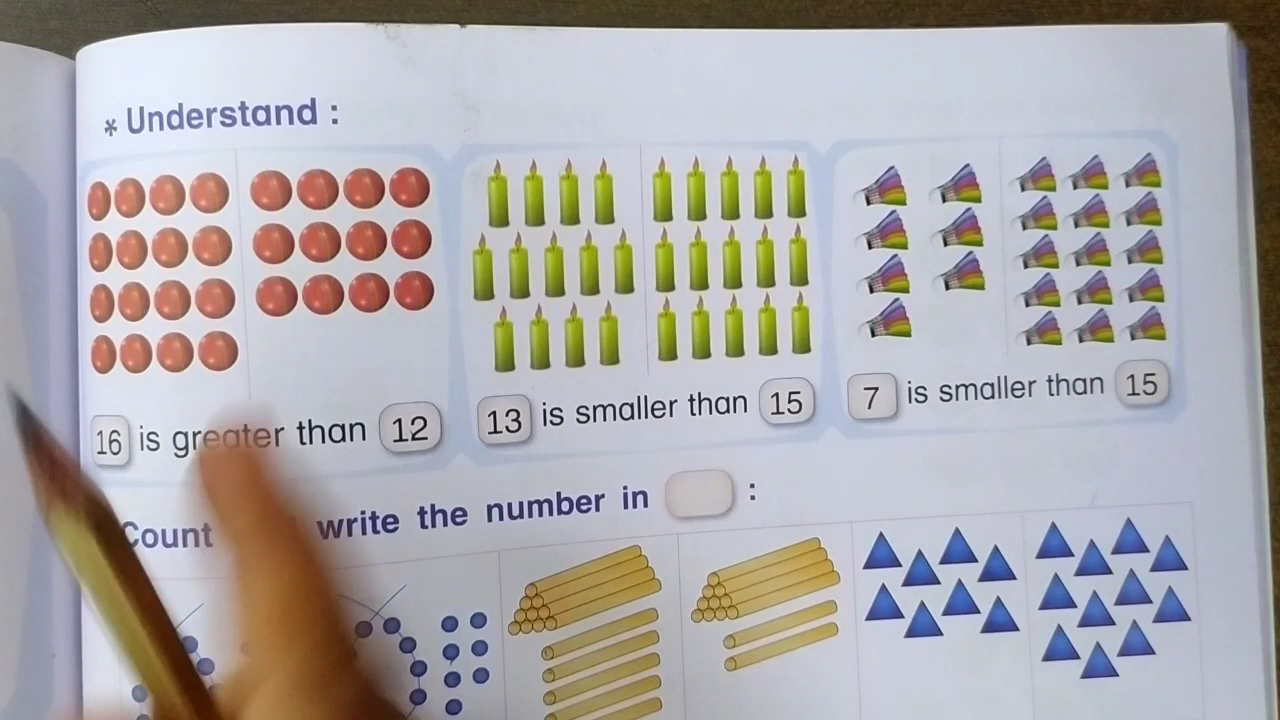 * Understand :
16 is greater than 12
13 is smaller than 15
7 is smaller than 15
Count write the number in :